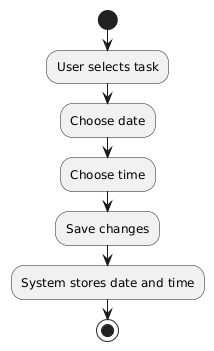 User selects task
Choose date
Choose time
Save changes
System stores date and time